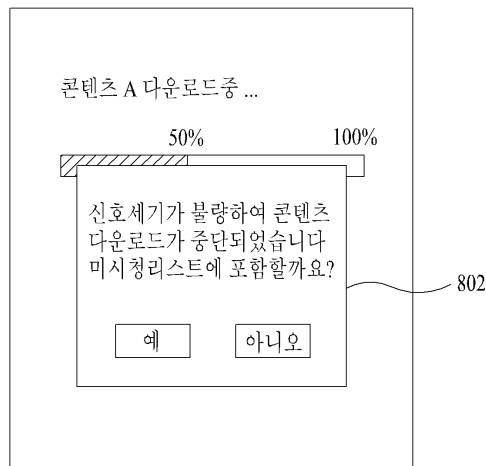 콘텐츠 A 다운로드중 ...
50% 100%
신호세기가 불량하여 콘텐츠
다운로드가 중단되었습니다
미시청리스트에 포함할까요?
802
예 아니오